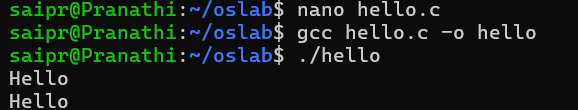 saipr@Pranathi:~/oslab$ nano hello.c
saipr@Pranathi:~/oslab$ gcc hello.c -o hello
saipr@Pranathi:~/oslab$ ./hello
Hello
Hello